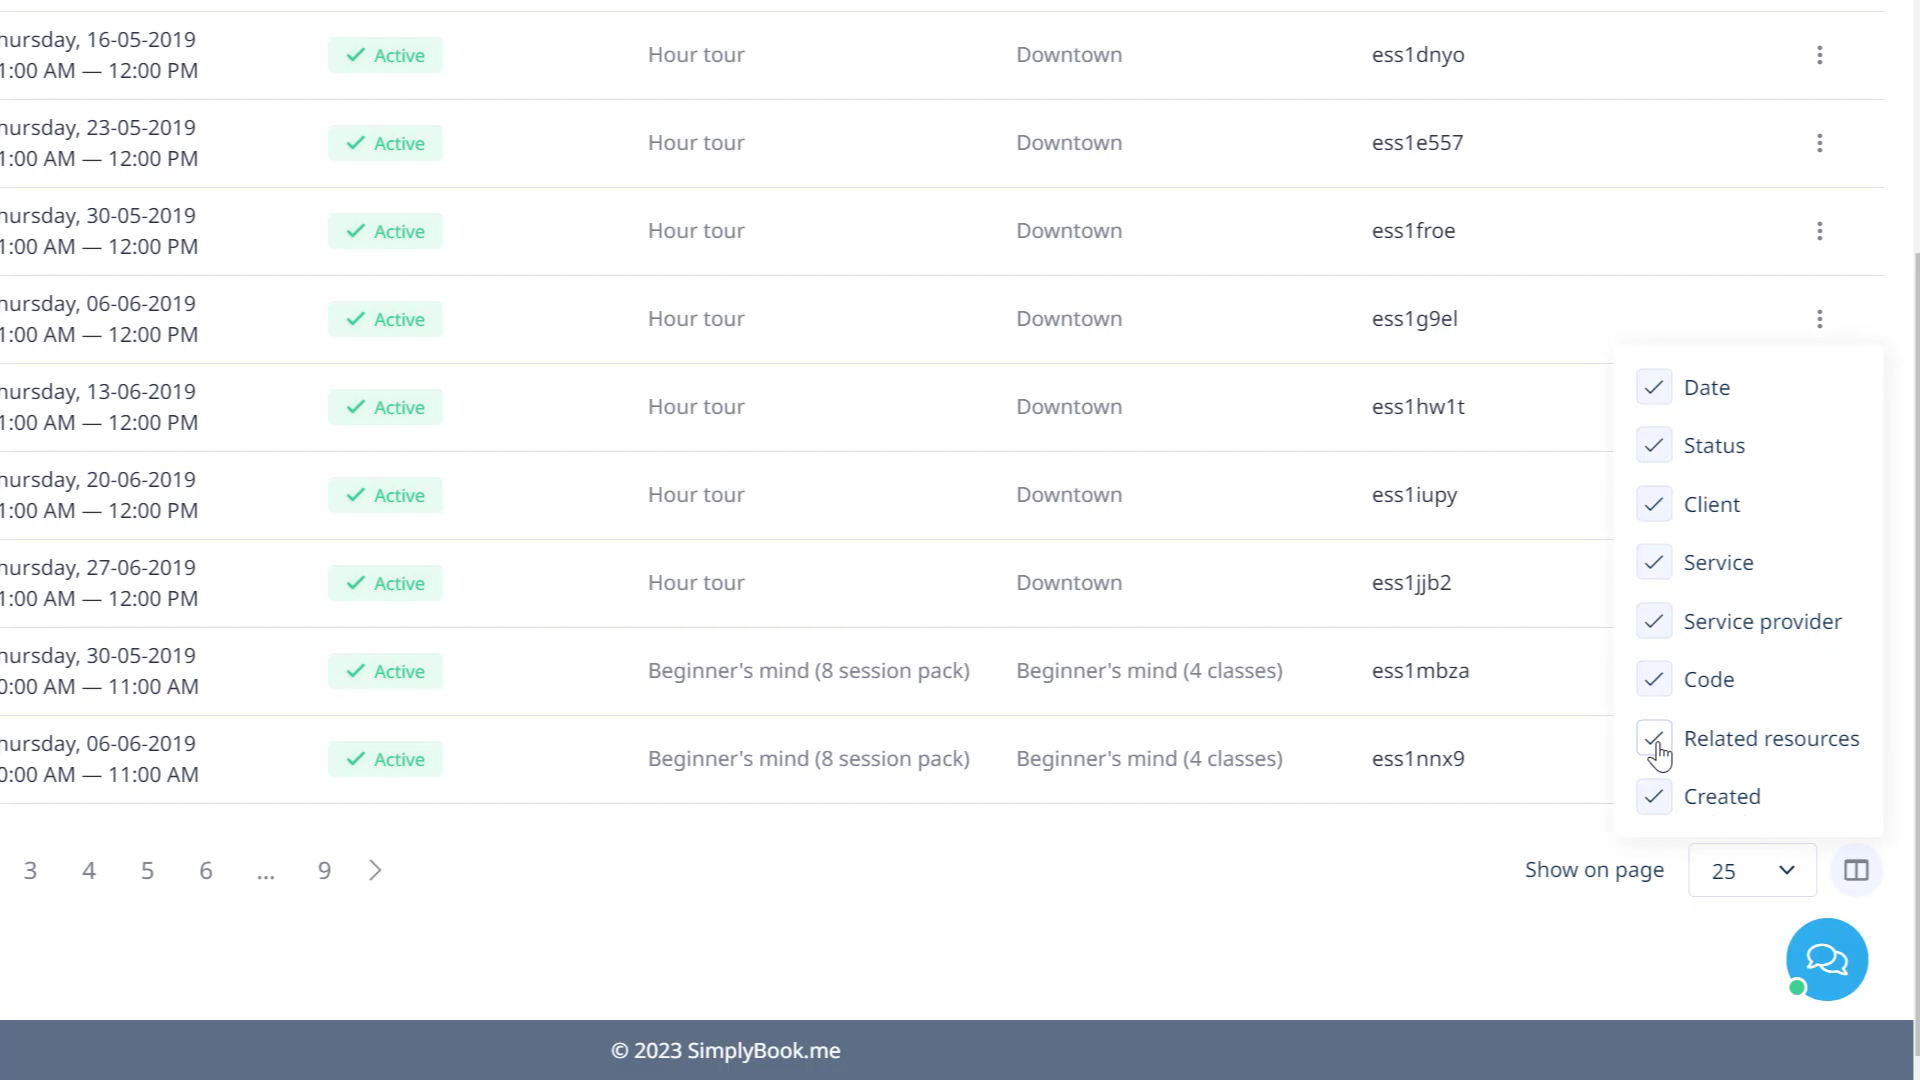 hursday, 16-05-2019
1:00 AM — 12:00 PM
Active
Hour tour
Downtown
ess1dnyo
hursday, 23-05-2019
1:00 AM — 12:00 PM
Active
Hour tour
Downtown
ess1e557
hursday, 30-05-2019
1:00 AM — 12:00 PM
Active
Hour tour
Downtown
ess1froe
hursday, 06-06-2019
1:00 AM — 12:00 PM
Active
Hour tour
Downtown
ess1g9el
hursday, 13-06-2019
1:00 AM — 12:00 PM
Active
Hour tour
Downtown
ess1hw1t
hursday, 20-06-2019
1:00 AM — 12:00 PM
Active
Hour tour
Downtown
ess1iupy
hursday, 27-06-2019
1:00 AM — 12:00 PM
Active
Hour tour
Downtown
ess1jjb2
hursday, 30-05-2019
0:00 AM — 11:00 AM
Active
Beginner's mind (8 session pack)
Beginner's mind (4 classes)
ess1mbza
hursday, 06-06-2019
0:00 AM — 11:00 AM
Active
Beginner's mind (8 session pack)
Beginner's mind (4 classes)
ess1nnx9
Date
Status
Client
Service
Service provider
Code
Related resources
Created
3 4 5 6 ... 9
Show on page 25
© 2023 SimplyBook.me